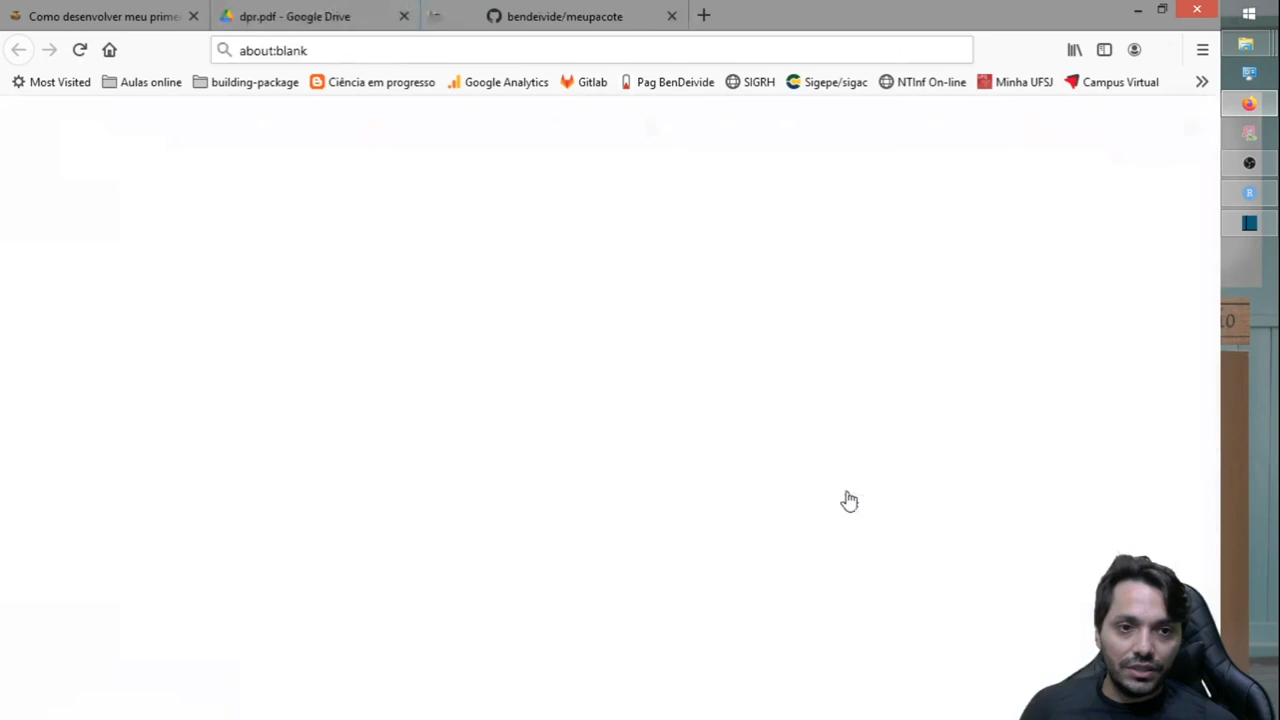 Como desenvolver meu prime
dpr.pdf - Google Drive
bendeivide/meupacote
about:blank
Most Visited
Aulas online
building-package
Ciência em progresso
Google Analytics
Gitlab
Pag BenDeivide
SIGRH
Sigepe/sigac
NTInf On-line
Minha UFSJ
Campus Virtual
R
10